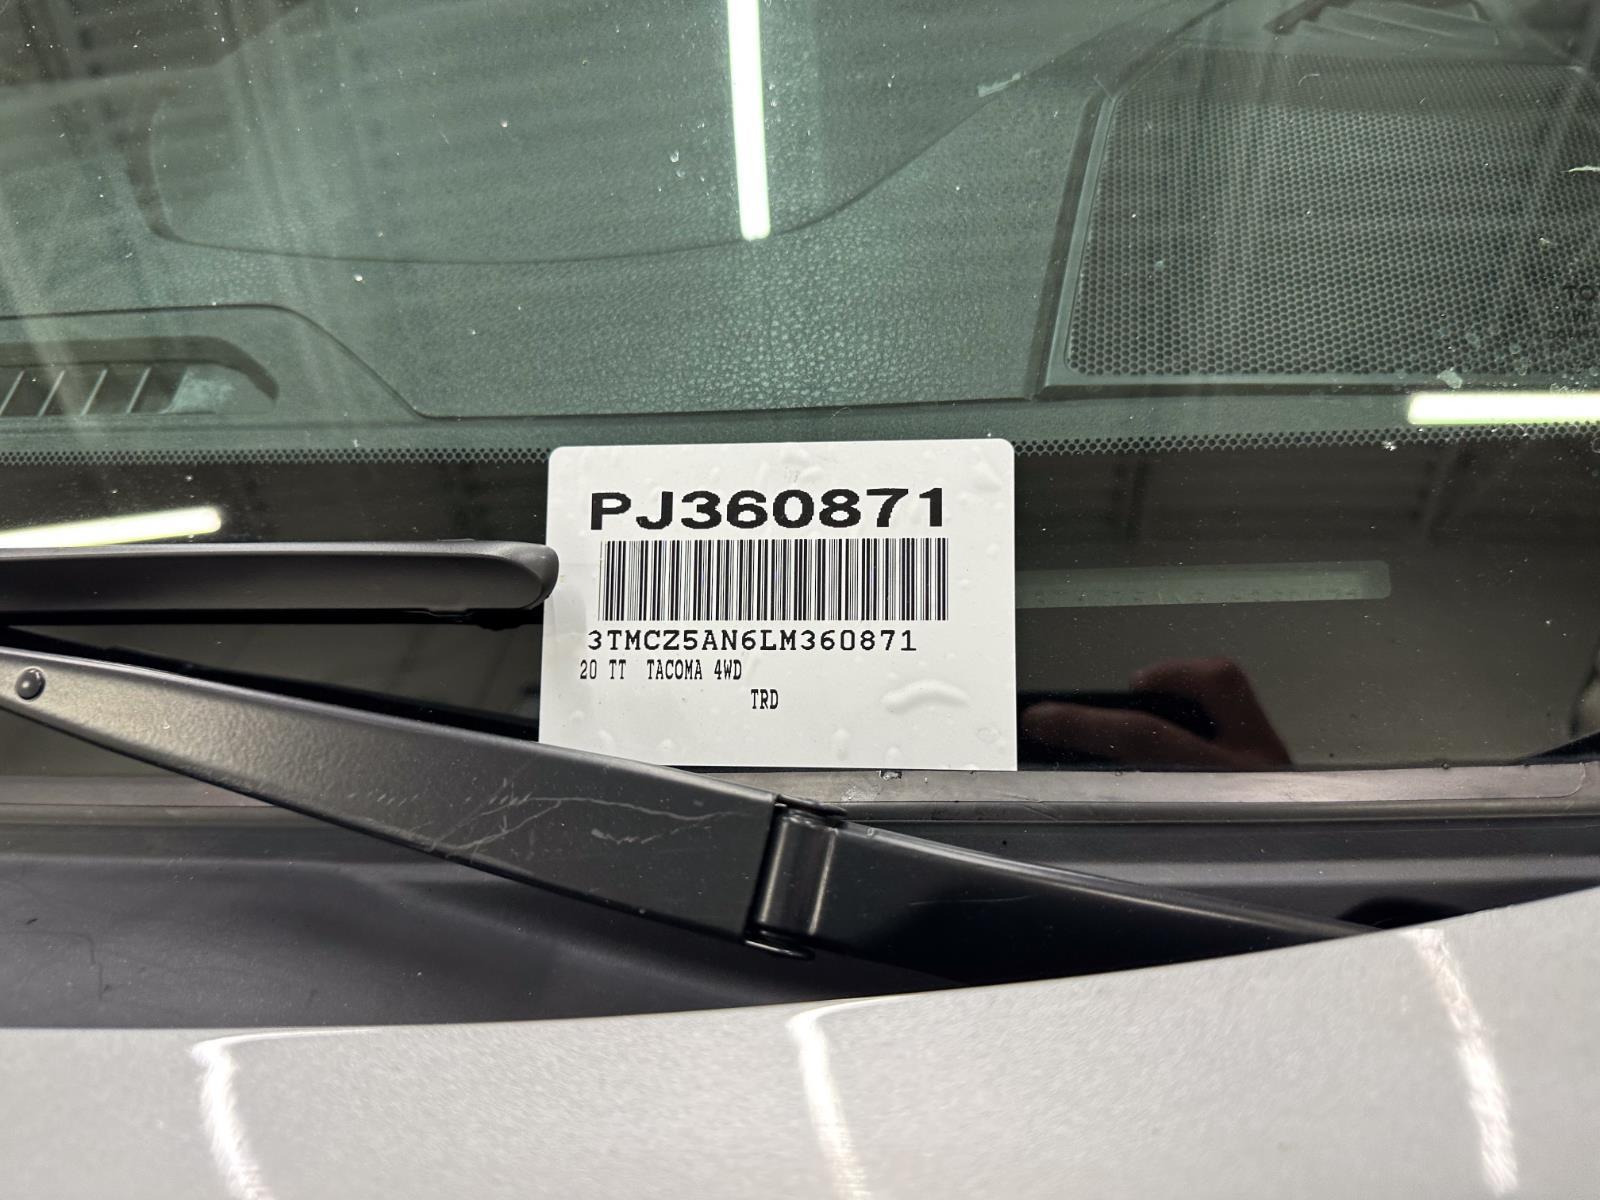 PJ360871
3TMCZ5AN6LM360871
20 TT TACOMA 4WD
TRD